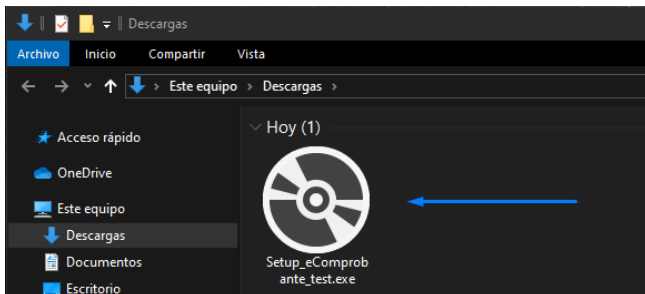 Descargas
Archivo Inicio Compartir Vista
Este equipo > Descargas >
Acceso rápido
OneDrive
Este equipo
Descargas
Documentos
Escritorio
Hoy (1)
Setup_eComprob
ante_test.exe